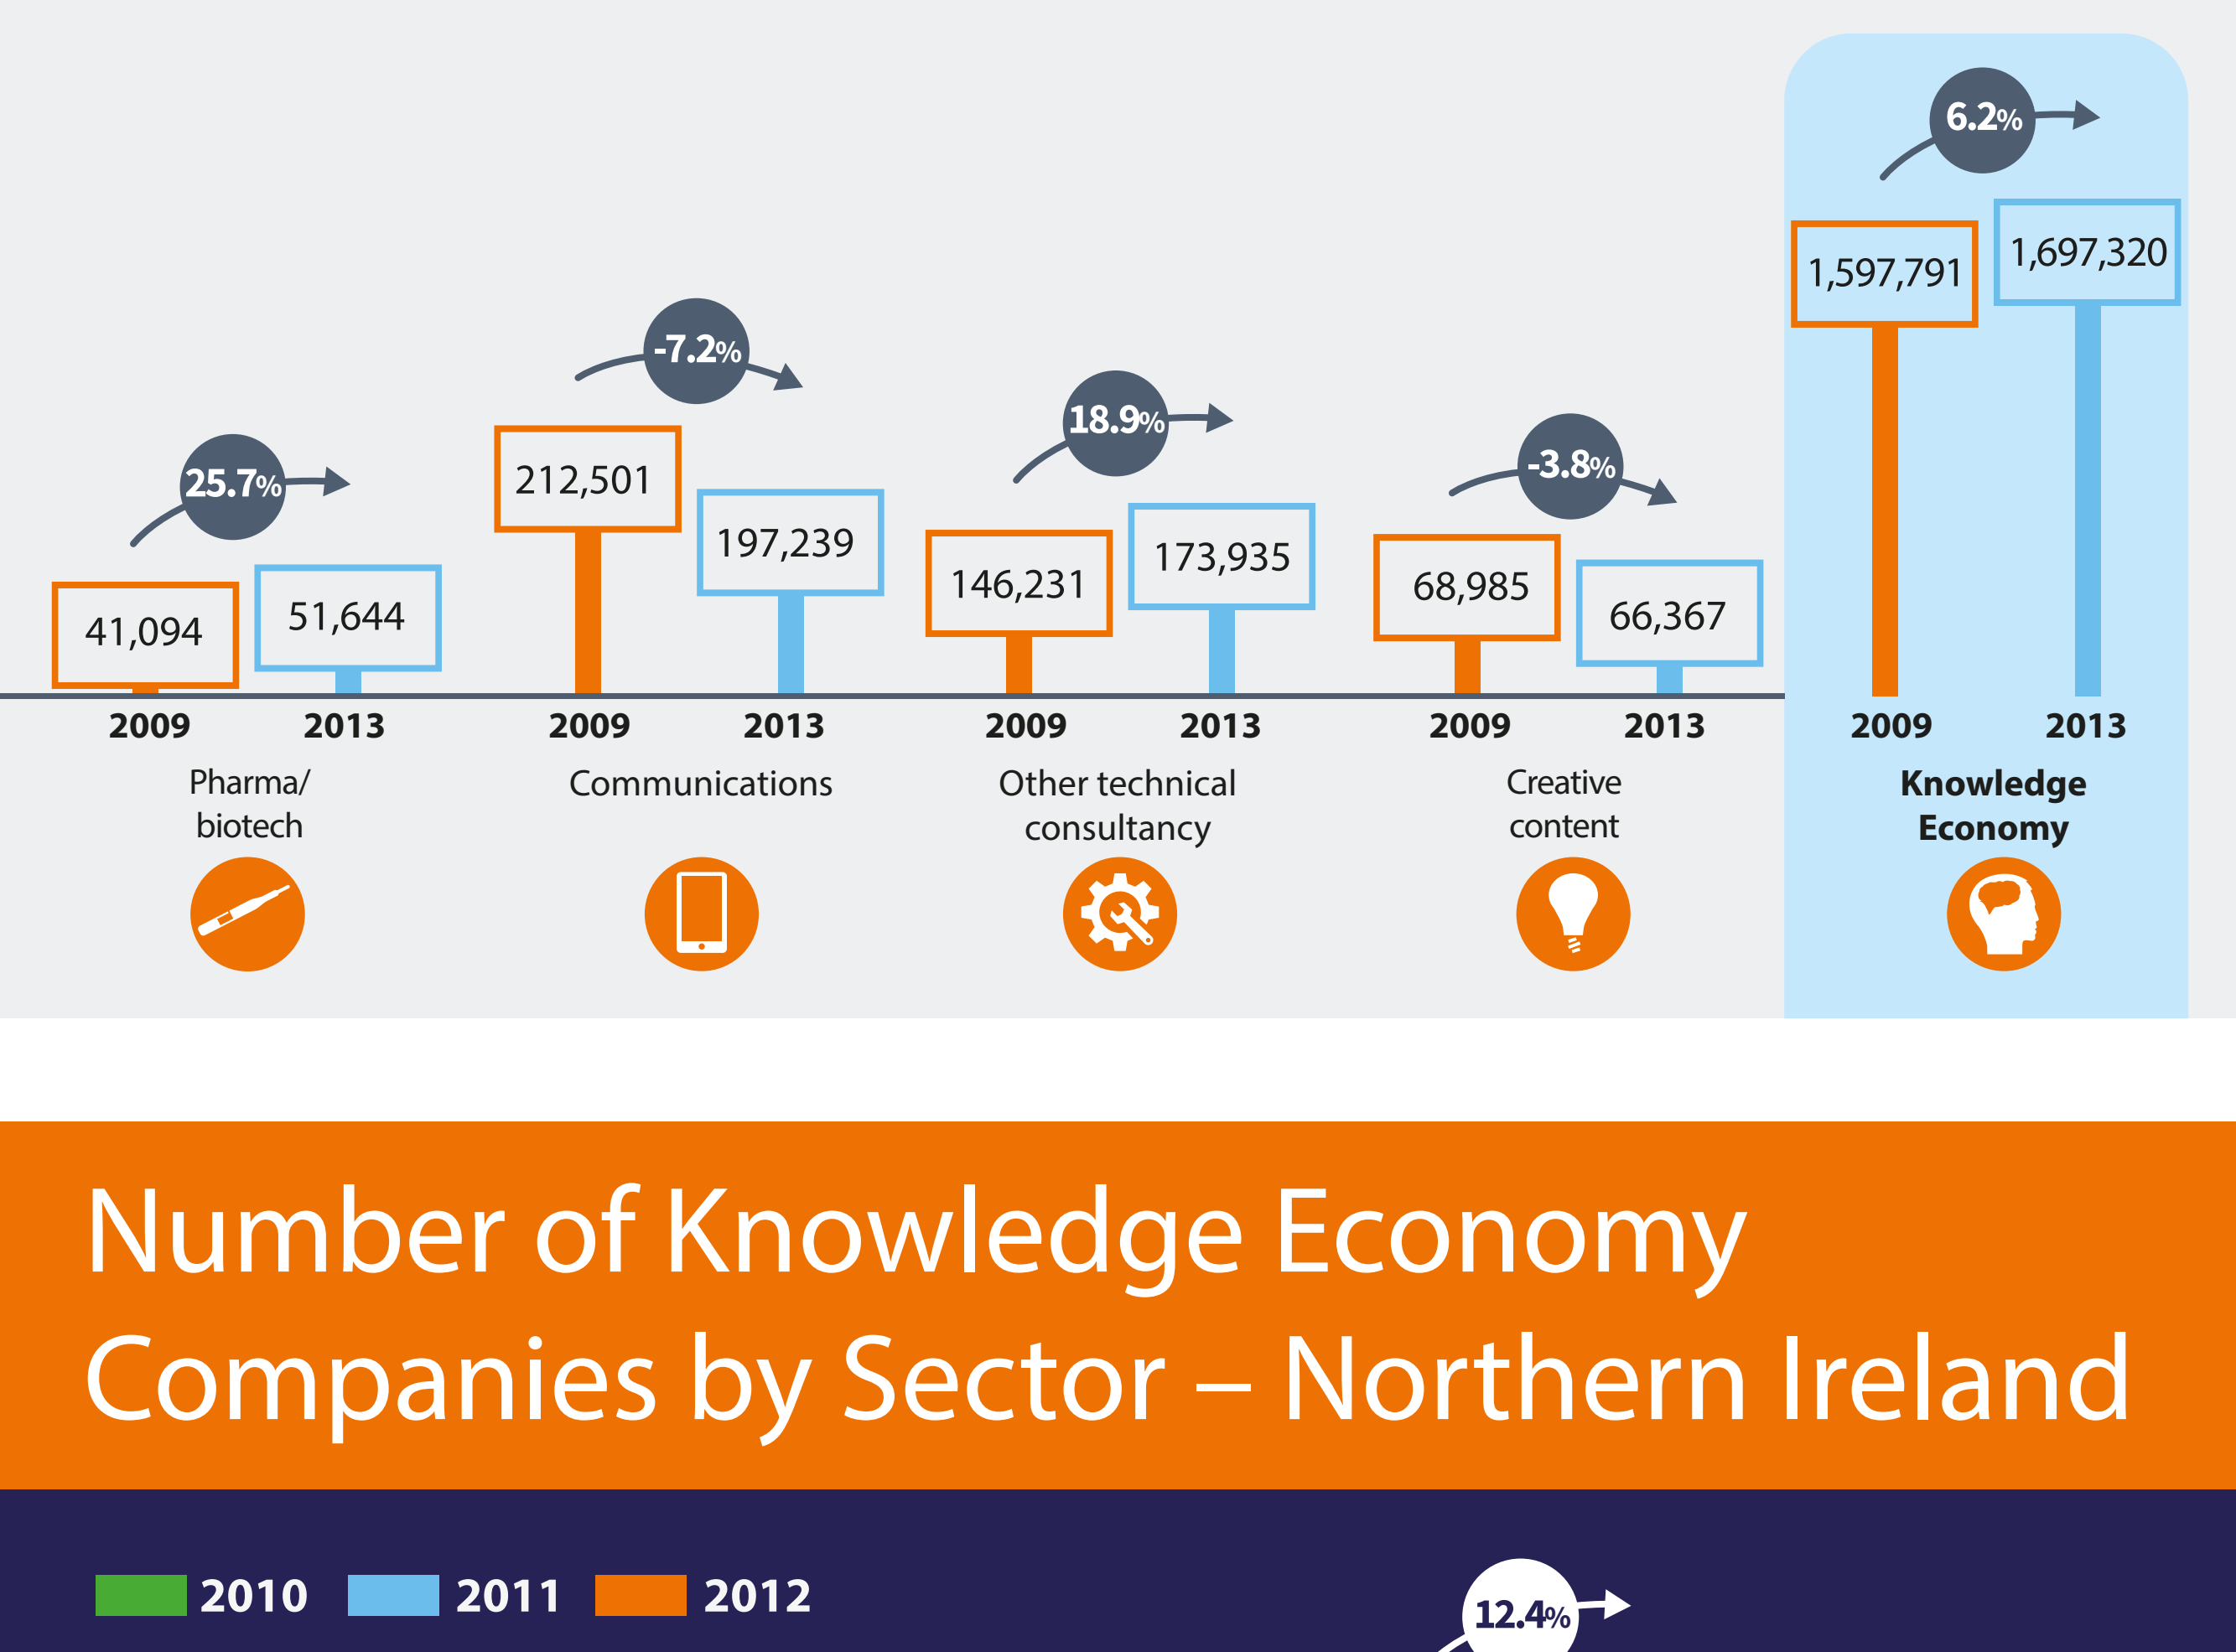 6.2%
1,597,791
1,697,320
-7.2%
18.9%
-3.8%
25.7%
212,501
197,239
146,231
173,935
68,985
66,367
41,094
51,644
2009 2013 2009 2013 2009 2013 2009 2013 2009 2013
Pharma/
biotech
Communications
Other technical
consultancy
Creative
content
Knowledge
Economy
Number of Knowledge Economy
Companies by Sector – Northern Ireland
2010 2011 2012
12.4%